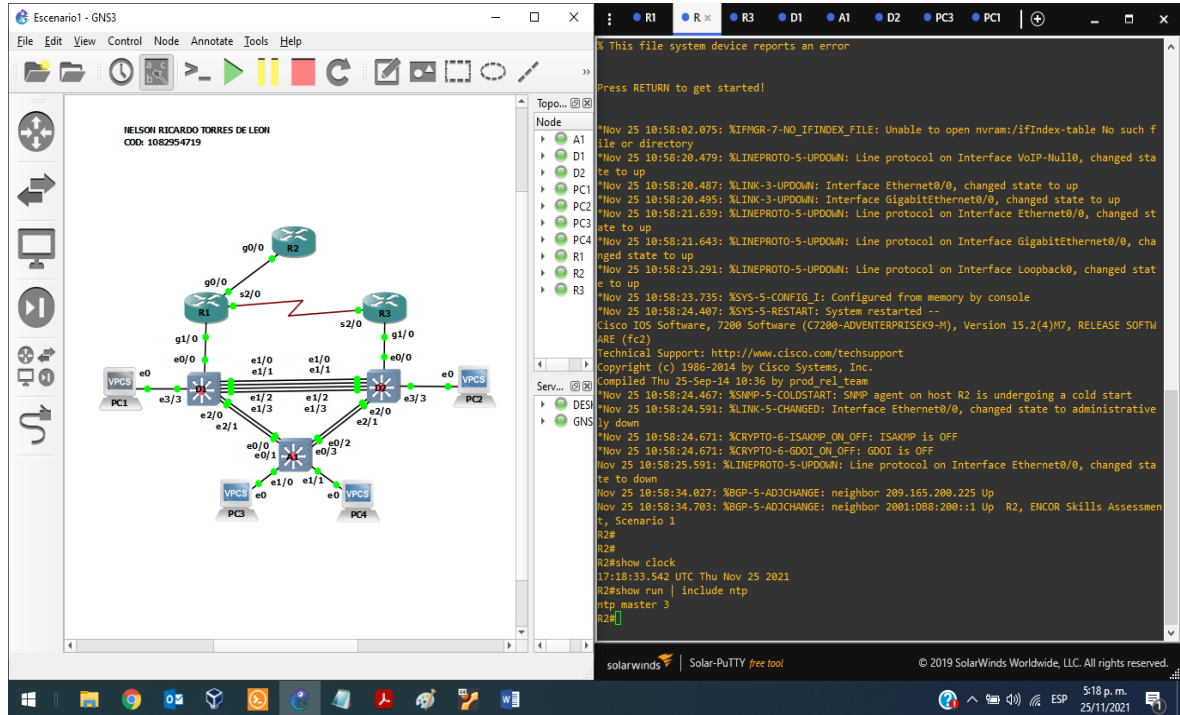 Escenario1 - GNS3
File Edit View Control Node Annotate Tools Help
NELSON RICARDO TORRES DE LEON
COD: 1082954719
g0/0
R2
g0/0
s2/0
R1
R3
s2/0
g1/0
g1/0
e0/0
e1/0
e1/0
e0/0
e1/1
e1/1
VPCS
e0
D1
D2
e0
VPCS
PC1
e3/3
e1/2
e1/2
e3/3
PC2
e2/0
e1/3
e1/3
e2/0
e2/1
e2/1
e0/0
e0/2
e0/1
A1
e0/3
e1/0
e1/1
VPCS
e0
e0
VPCS
PC3
PC4
Topo...
Node
A1
D1
D2
PC1
PC2
PC3
PC4
R1
R2
R3
Serv...
DESI
GNS
R1
R
R3
D1
A1
D2
PC3
PC1
% This file system device reports an error
Press RETURN to get started!
*Nov 25 10:58:02.075: %IFMGR-7-NO_IFINDEX_FILE: Unable to open nvram:/ifIndex-table No such f
ile or directory
*Nov 25 10:58:20.479: %LINEPROTO-5-UPDOWN: Line protocol on Interface VoIP-Null0, changed sta
te to up
*Nov 25 10:58:20.487: %LINK-3-UPDOWN: Interface Ethernet0/0, changed state to up
*Nov 25 10:58:20.495: %LINK-3-UPDOWN: Interface GigabitEthernet0/0, changed state to up
*Nov 25 10:58:21.639: %LINEPROTO-5-UPDOWN: Line protocol on Interface Ethernet0/0, changed st
ate to up
*Nov 25 10:58:21.643: %LINEPROTO-5-UPDOWN: Line protocol on Interface GigabitEthernet0/0, cha
nged state to up
*Nov 25 10:58:23.291: %LINEPROTO-5-UPDOWN: Line protocol on Interface Loopback0, changed stat
e to up
*Nov 25 10:58:23.735: %SYS-5-CONFIG_I: Configured from memory by console
*Nov 25 10:58:24.407: %SYS-5-RESTART: System restarted --
Cisco IOS Software, 7200 Software (C7200-ADVENTERPRISEK9-M), Version 15.2(4)M7, RELEASE SOFTW
ARE (fc2)
Technical Support: http://www.cisco.com/techsupport
Copyright (c) 1986-2014 by Cisco Systems, Inc.
Compiled Thu 25-Sep-14 10:36 by prod_rel_team
*Nov 25 10:58:24.467: %SNMP-5-COLDSTART: SNMP agent on host R2 is undergoing a cold start
*Nov 25 10:58:24.591: %LINK-5-CHANGED: Interface Ethernet0/0, changed state to administrative
ly down
*Nov 25 10:58:24.671: %CRYPTO-6-ISAKMP_ON_OFF: ISAKMP is OFF
*Nov 25 10:58:24.671: %CRYPTO-6-GDOI_ON_OFF: GDOI is OFF
Nov 25 10:58:25.591: %LINEPROTO-5-UPDOWN: Line protocol on Interface Ethernet0/0, changed sta
te to down
Nov 25 10:58:34.027: %BGP-5-ADJCHANGE: neighbor 209.165.200.225 Up
Nov 25 10:58:34.703: %BGP-5-ADJCHANGE: neighbor 2001:DB8:200::1 Up  R2, ENCOR Skills Assessmen
t, Scenario 1
R2#
R2#
R2#show clock
17:18:33.542 UTC Thu Nov 25 2021
R2#show run | include ntp
ntp master 3
R2#
solarwinds Solar-PuTTY free tool © 2019 SolarWinds Worldwide, LLC. All rights reserved.
ESP
5:18 p. m.
25/11/2021